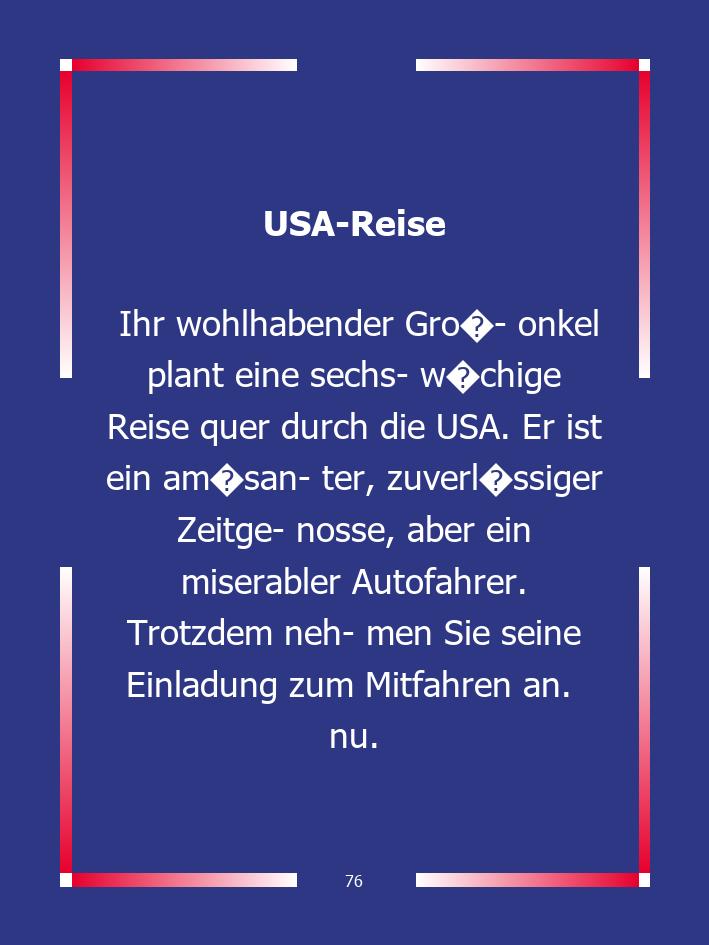 USA-Reise
Ihr wohlhabender Gro�- onkel
plant eine sechs- w�chige
Reise quer durch die USA. Er ist
ein am�san- ter, zuverl�ssiger
Zeitge- nosse, aber ein
miserabler Autofahrer.
Trotzdem neh- men Sie seine
Einladung zum Mitfahren an.
nu.
76